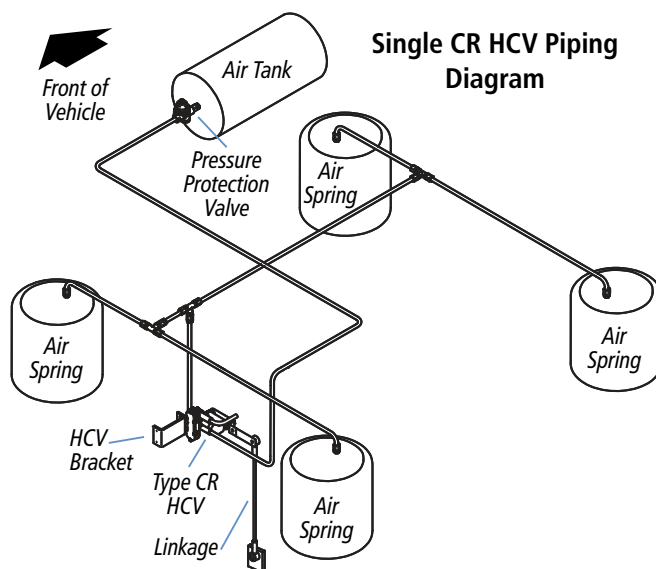 Single CR HCV Piping
Diagram
Front of
Vehicle
Air Tank
Pressure
Protection
Valve
Air
Spring
Air
Spring
Air
Spring
HCV
Bracket
Type CR
HCV
Air
Spring
Linkage